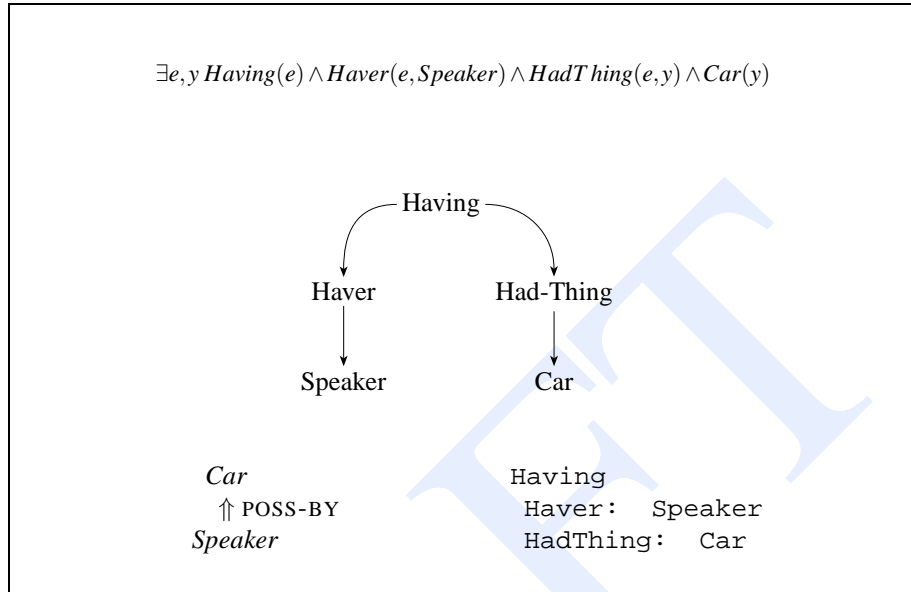 ∃e,y Having(e) ∧ Haver(e,Speaker) ∧ HadThing(e,y) ∧ Car(y)
Having
Haver Had-Thing
Speaker Car
Car Having
⇑ POSS-BY Haver: Speaker
Speaker HadThing: Car
FT